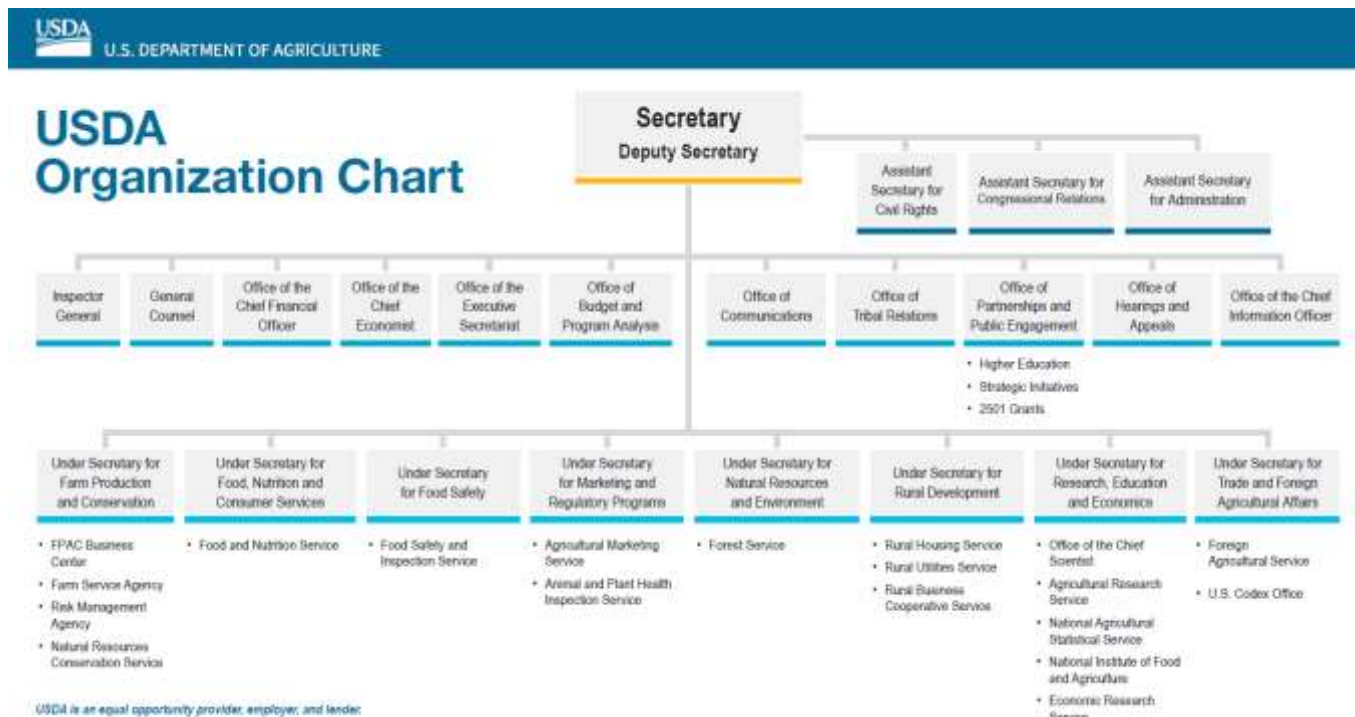 USDA
U.S. DEPARTMENT OF AGRICULTURE
USDA
Organization Chart
Secretary
Deputy Secretary
Assistant
Secretary for
Civil Rights
Assistant Secretary for
Congressional Relations
Assistant Secretary
for Administration
Inspector
General
General
Counsel
Office of the
Chief Financial
Officer
Office of the
Chief
Economist
Office of the
Executive
Secretariat
Office of
Budget and
Program Analysis
Office of
Communications
Office of
Tribal Relations
Office of
Partnerships and
Public Engagement
• Higher Education
• Strategic Initiatives
• 2501 Grants
Office of
Hearings and
Appeals
Office of the Chief
Information Officer
Under Secretary for
Farm Production
and Conservation
• FPAC Business
Center
• Farm Service Agency
• Risk Management
Agency
• Natural Resources
Conservation Service
Under Secretary for
Food, Nutrition and
Consumer Services
• Food and Nutrition Service
Under Secretary
for Food Safety
• Food Safety and
Inspection Service
Under Secretary
for Marketing and
Regulatory Programs
• Agricultural Marketing
Service
• Animal and Plant Health
Inspection Service
Under Secretary for
Natural Resources
and Environment
• Forest Service
Under Secretary for
Rural Development
• Rural Housing Service
• Rural Utilities Service
• Rural Business
Cooperative Service
Under Secretary for
Research, Education
and Economics
• Office of the Chief
Scientist
• Agricultural Research
Service
• National Agricultural
Statistical Service
• National Institute of Food
and Agriculture
• Economic Research
Service
Under Secretary for
Trade and Foreign
Agricultural Affairs
• Foreign
Agricultural Service
• U.S. Codex Office
USDA is an equal opportunity provider, employer, and lender.